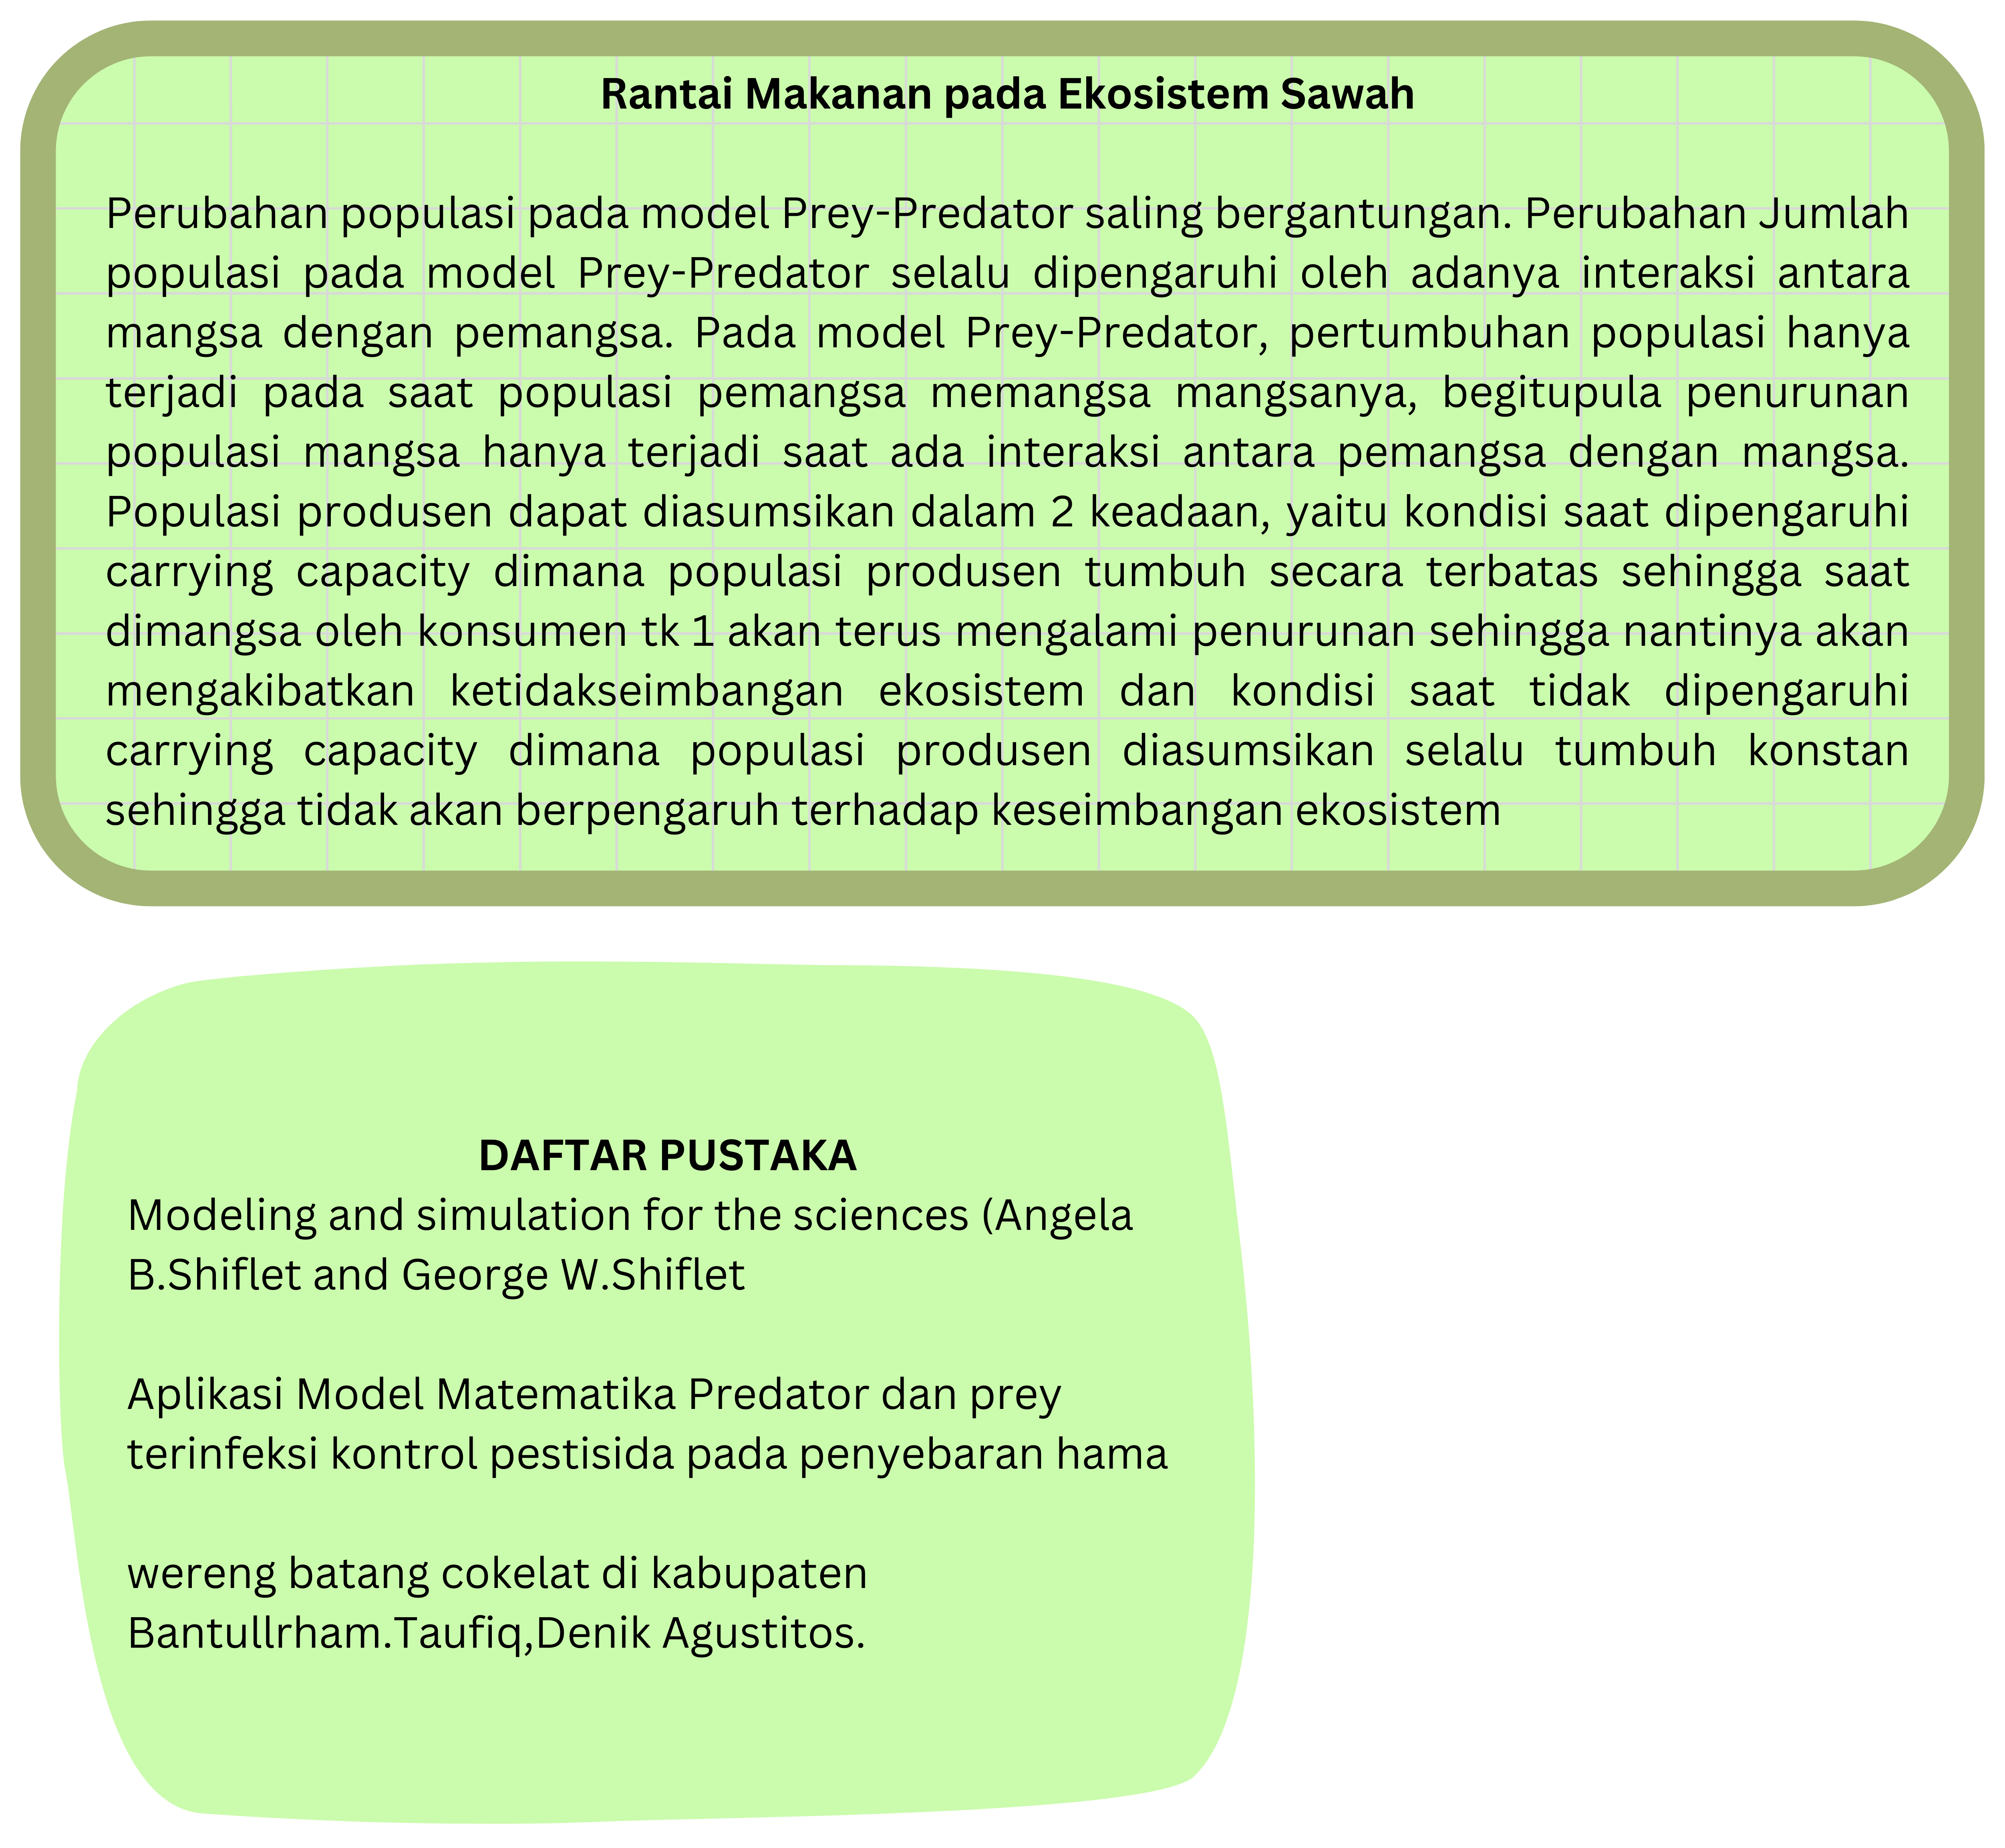 Rantai Makanan pada Ekosistem Sawah
Perubahan populasi pada model Prey-Predator saling bergantungan. Perubahan Jumlah
populasi pada model Prey-Predator selalu dipengaruhi oleh adanya interaksi antara
mangsa dengan pemangsa. Pada model Prey-Predator, pertumbuhan populasi hanya
terjadi pada saat populasi pemangsa memangsa mangsanya, begitupula penurunan
populasi mangsa hanya terjadi saat ada interaksi antara pemangsa dengan mangsa.
Populasi produsen dapat diasumsikan dalam 2 keadaan, yaitu kondisi saat dipengaruhi
carrying capacity dimana populasi produsen tumbuh secara terbatas sehingga saat
dimangsa oleh konsumen tk 1 akan terus mengalami penurunan sehingga nantinya akan
mengakibatkan ketidakseimbangan ekosistem dan kondisi saat tidak dipengaruhi
carrying capacity dimana populasi produsen diasumsikan selalu tumbuh konstan
sehingga tidak akan berpengaruh terhadap keseimbangan ekosistem
DAFTAR PUSTAKA
Modeling and simulation for the sciences (Angela
B.Shiflet and George W.Shiflet
Aplikasi Model Matematika Predator dan prey
terinfeksi kontrol pestisida pada penyebaran hama
wereng batang cokelat di kabupaten
Bantullrham.Taufiq,Denik Agustitos.